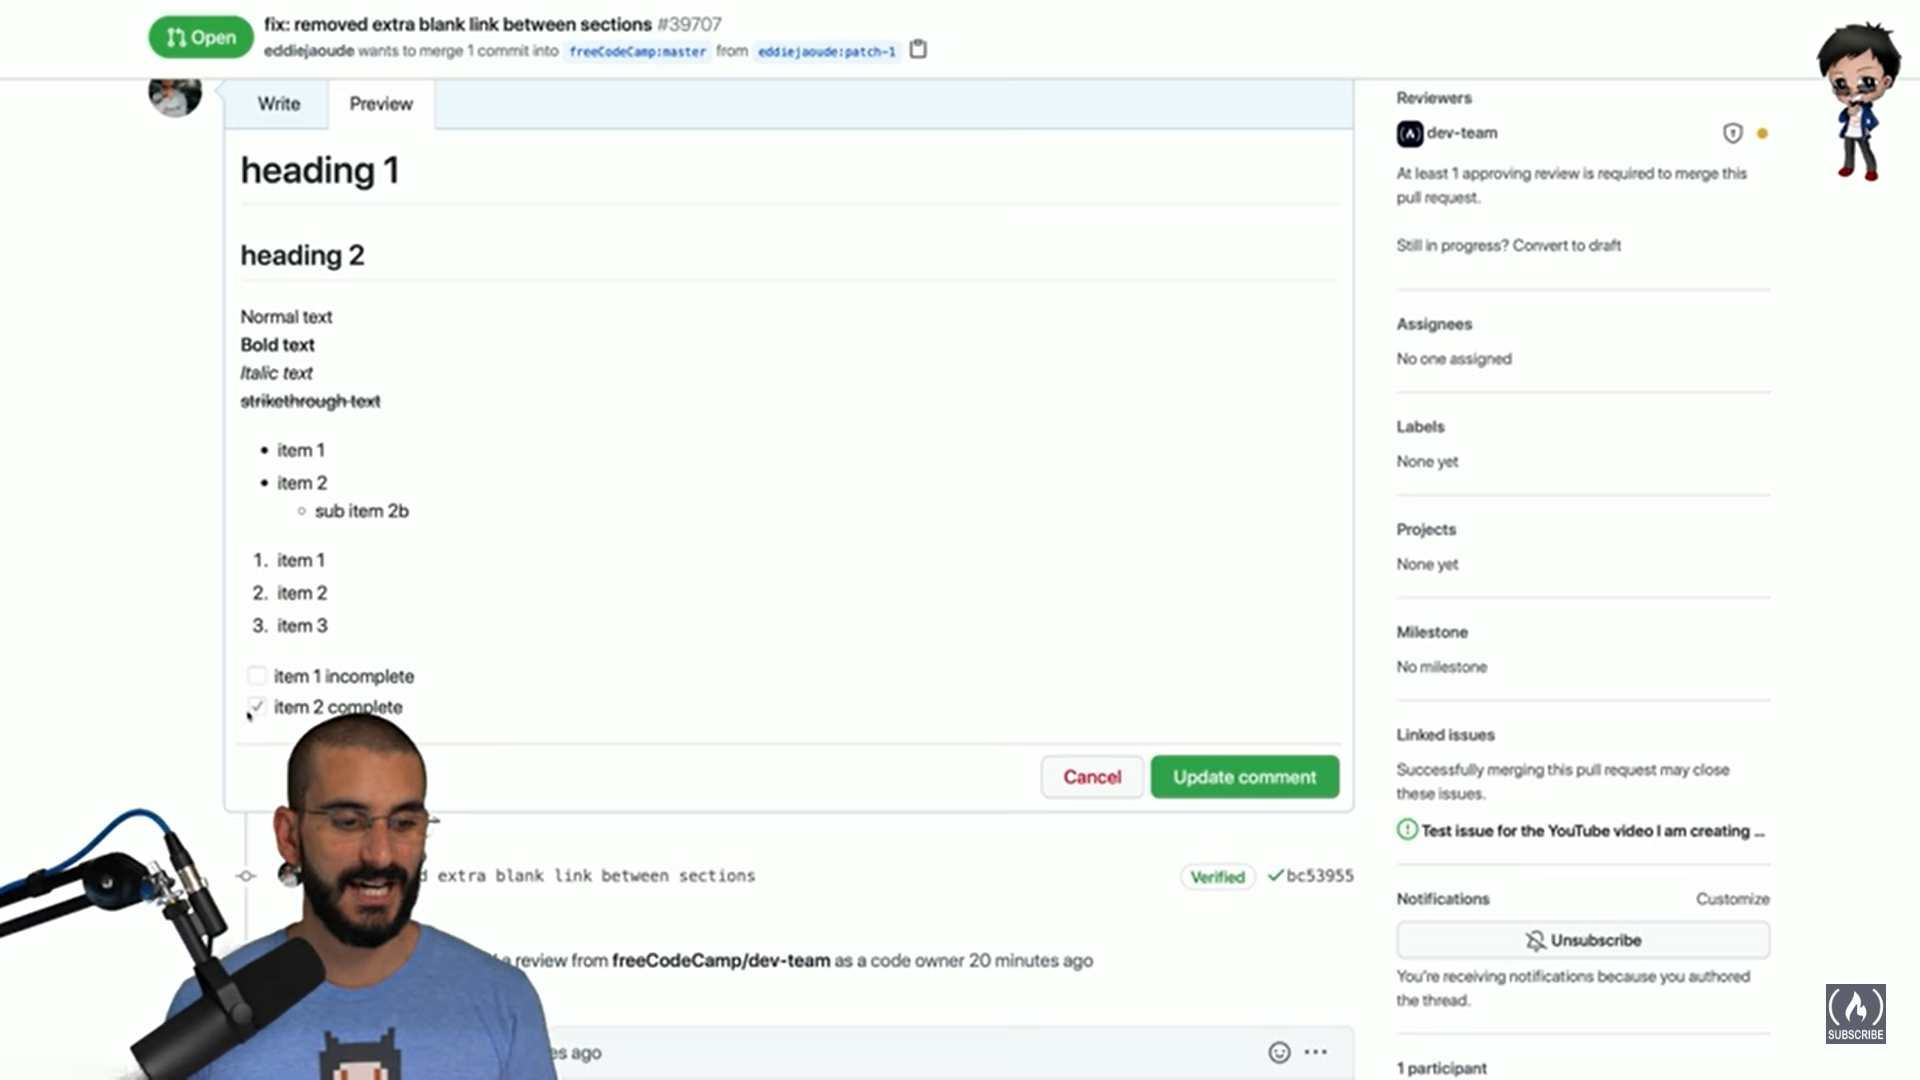 Open
fix: removed extra blank link between sections #39707
eddiejaoude wants to merge 1 commit into freeCodeCamp:master from eddiejaoude:patch-1
Write
Preview
heading 1
heading 2
Normal text
Bold text
Italic text
strikethrough text
• item 1
• item 2
◦ sub item 2b
1. item 1
2. item 2
3. item 3
item 1 incomplete
item 2 complete
Cancel
Update comment
extra blank link between sections
Verified
bc53955
a review from freeCodeCamp/dev-team as a code owner 20 minutes ago
ago
Reviewers
dev-team
At least 1 approving review is required to merge this
pull request.
Still in progress? Convert to draft
Assignees
No one assigned
Labels
None yet
Projects
None yet
Milestone
No milestone
Linked issues
Successfully merging this pull request may close
these issues.
Test issue for the YouTube video I am creating ...
Notifications
Customize
Unsubscribe
You're receiving notifications because you authored
the thread.
1 participant
SUBSCRIBE